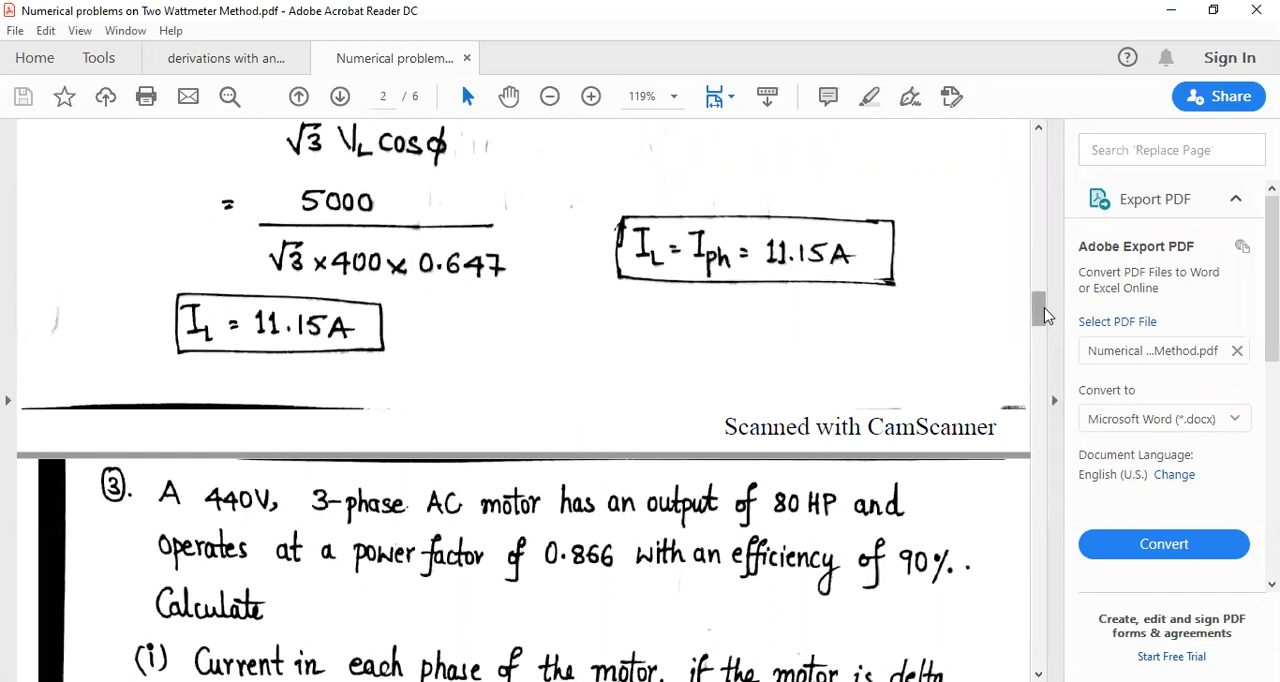 Numerical problems on Two Wattmeter Method.pdf - Adobe Acrobat Reader DC
File Edit View Window Help
Home Tools derivations with an... Numerical problem... ×
? Sign In
2 / 6 119% Share
√3 VL cosϕ
= 5000
√3 × 400 × 0.647
IL = Iph = 11.15A
IL = 11.15A
Scanned with CamScanner
③. A 440V, 3-phase AC motor has an output of 80 HP and
operates at a power factor of 0.866 with an efficiency of 90%.
Calculate
(i) Current in each phase of the motor, if the motor is delta
Search 'Replace Page'
Export PDF
Adobe Export PDF
Convert PDF Files to Word
or Excel Online
Select PDF File
Numerical ...Method.pdf ×
Convert to
Microsoft Word (*.docx)
Document Language:
English (U.S.) Change
Convert
Create, edit and sign PDF
forms & agreements
Start Free Trial